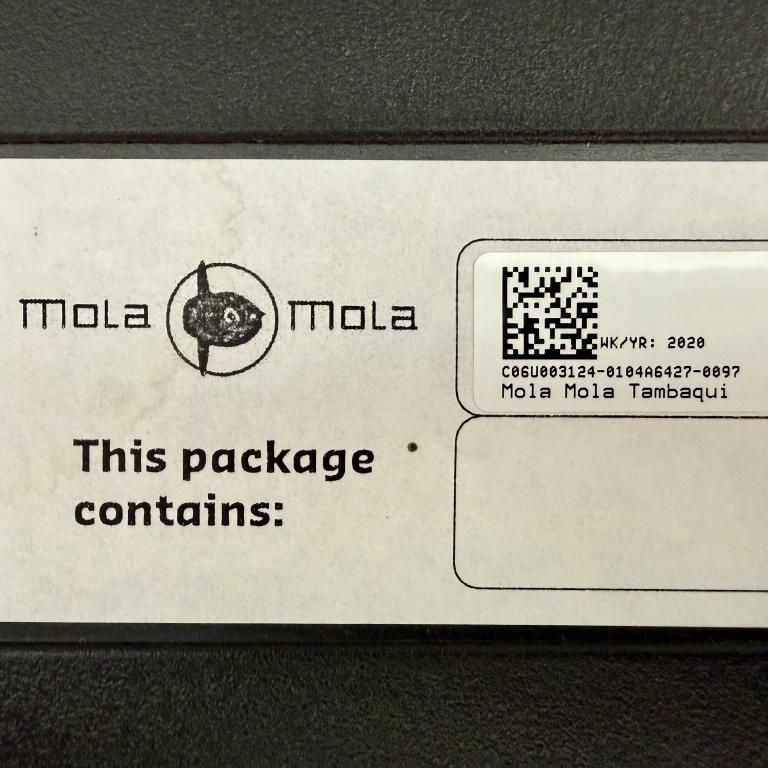 mola mola
This package
contains:
WK/YR: 2020
C06U003124-0104A6427-0097
Mola Mola Tambaqui